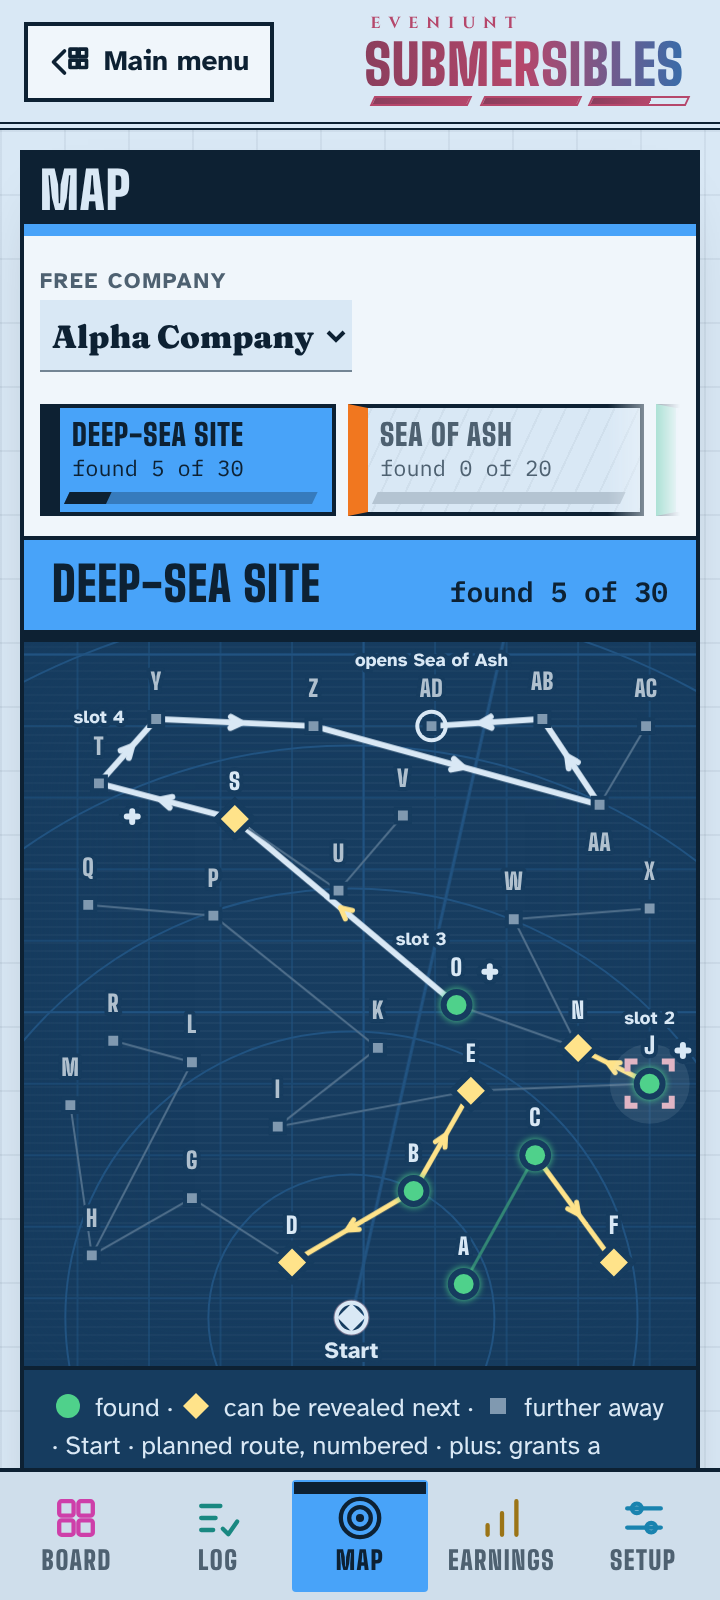 Main menu
EVENIUNT
SUBMERSIBLES
MAP
FREE COMPANY
Alpha Company
DEEP-SEA SITE
found 5 of 30
SEA OF ASH
found 0 of 20
DEEP-SEA SITE
found 5 of 30
opens Sea of Ash
Y
Z
AD
AB
AC
slot 4
T
S
V
AA
U
Q
P
W
X
slot 3
O
R
L
K
N
slot 2
J
M
E
I
C
B
G
H
D
A
F
Start
found · can be revealed next · further away
· Start · planned route, numbered · plus: grants a
BOARD
LOG
MAP
EARNINGS
SETUP